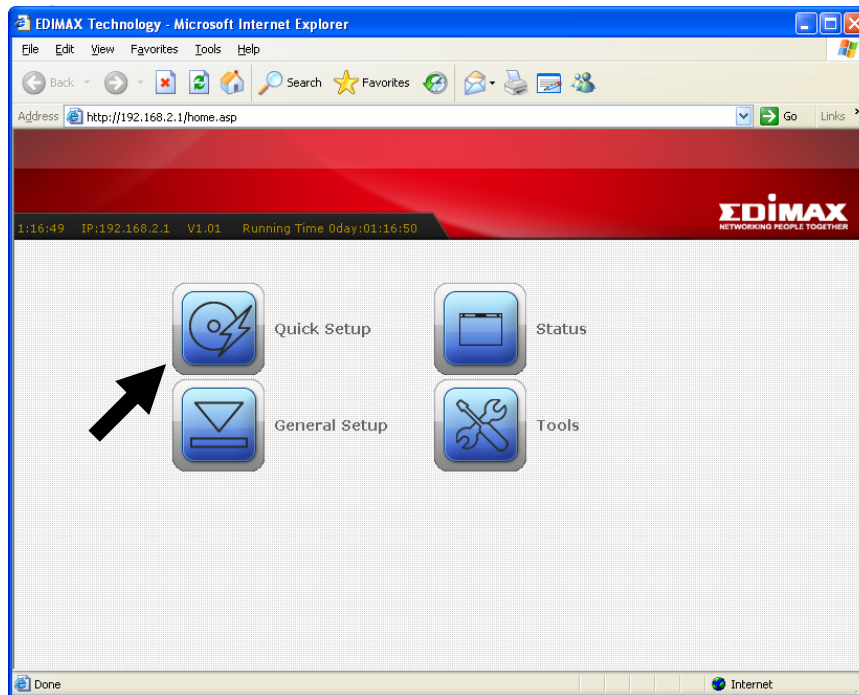 EDIMAX Technology - Microsoft Internet Explorer
File Edit View Favorites Tools Help
Back Search Favorites
Address http://192.168.2.1/home.asp Go Links »
EDIMAX
NETWORKING PEOPLE TOGETHER
1:16:49 IP:192.168.2.1 V1.01 Running Time 0day:01:16:50
Quick Setup Status
General Setup Tools
Done Internet